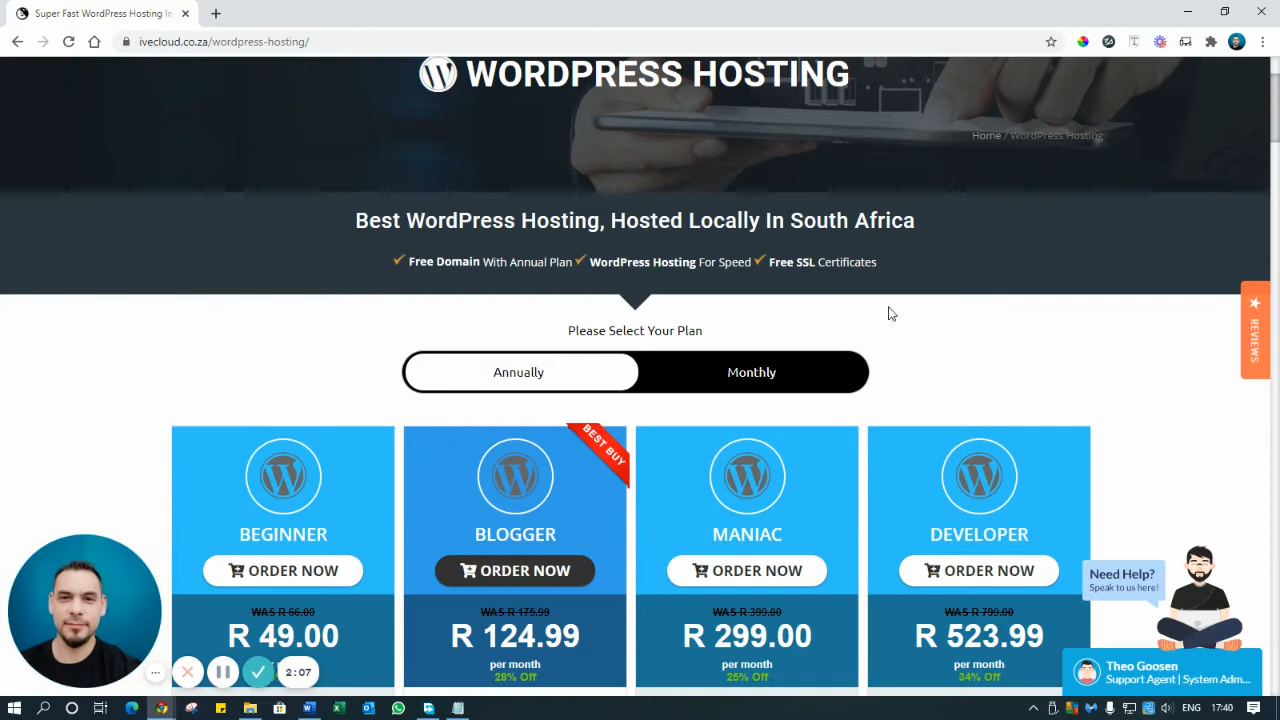 Super Fast WordPress Hosting In
ivecloud.co.za/wordpress-hosting/
WORDPRESS HOSTING
Home / WordPress Hosting
Best WordPress Hosting, Hosted Locally In South Africa
Free Domain With Annual Plan WordPress Hosting For Speed Free SSL Certificates
REVIEWS
Please Select Your Plan
Annually Monthly
BEST BUY
BEGINNER BLOGGER MANIAC DEVELOPER
ORDER NOW ORDER NOW ORDER NOW ORDER NOW
WAS R 66.00 WAS R 175.99 WAS R 399.00 WAS R 799.00
R 49.00 R 124.99 R 299.00 R 523.99
per month per month per month
28% Off 25% Off 34% Off
Need Help?
Speak to us here!
Theo Goosen
Support Agent | System Adm...
2:07
ENG 17:40